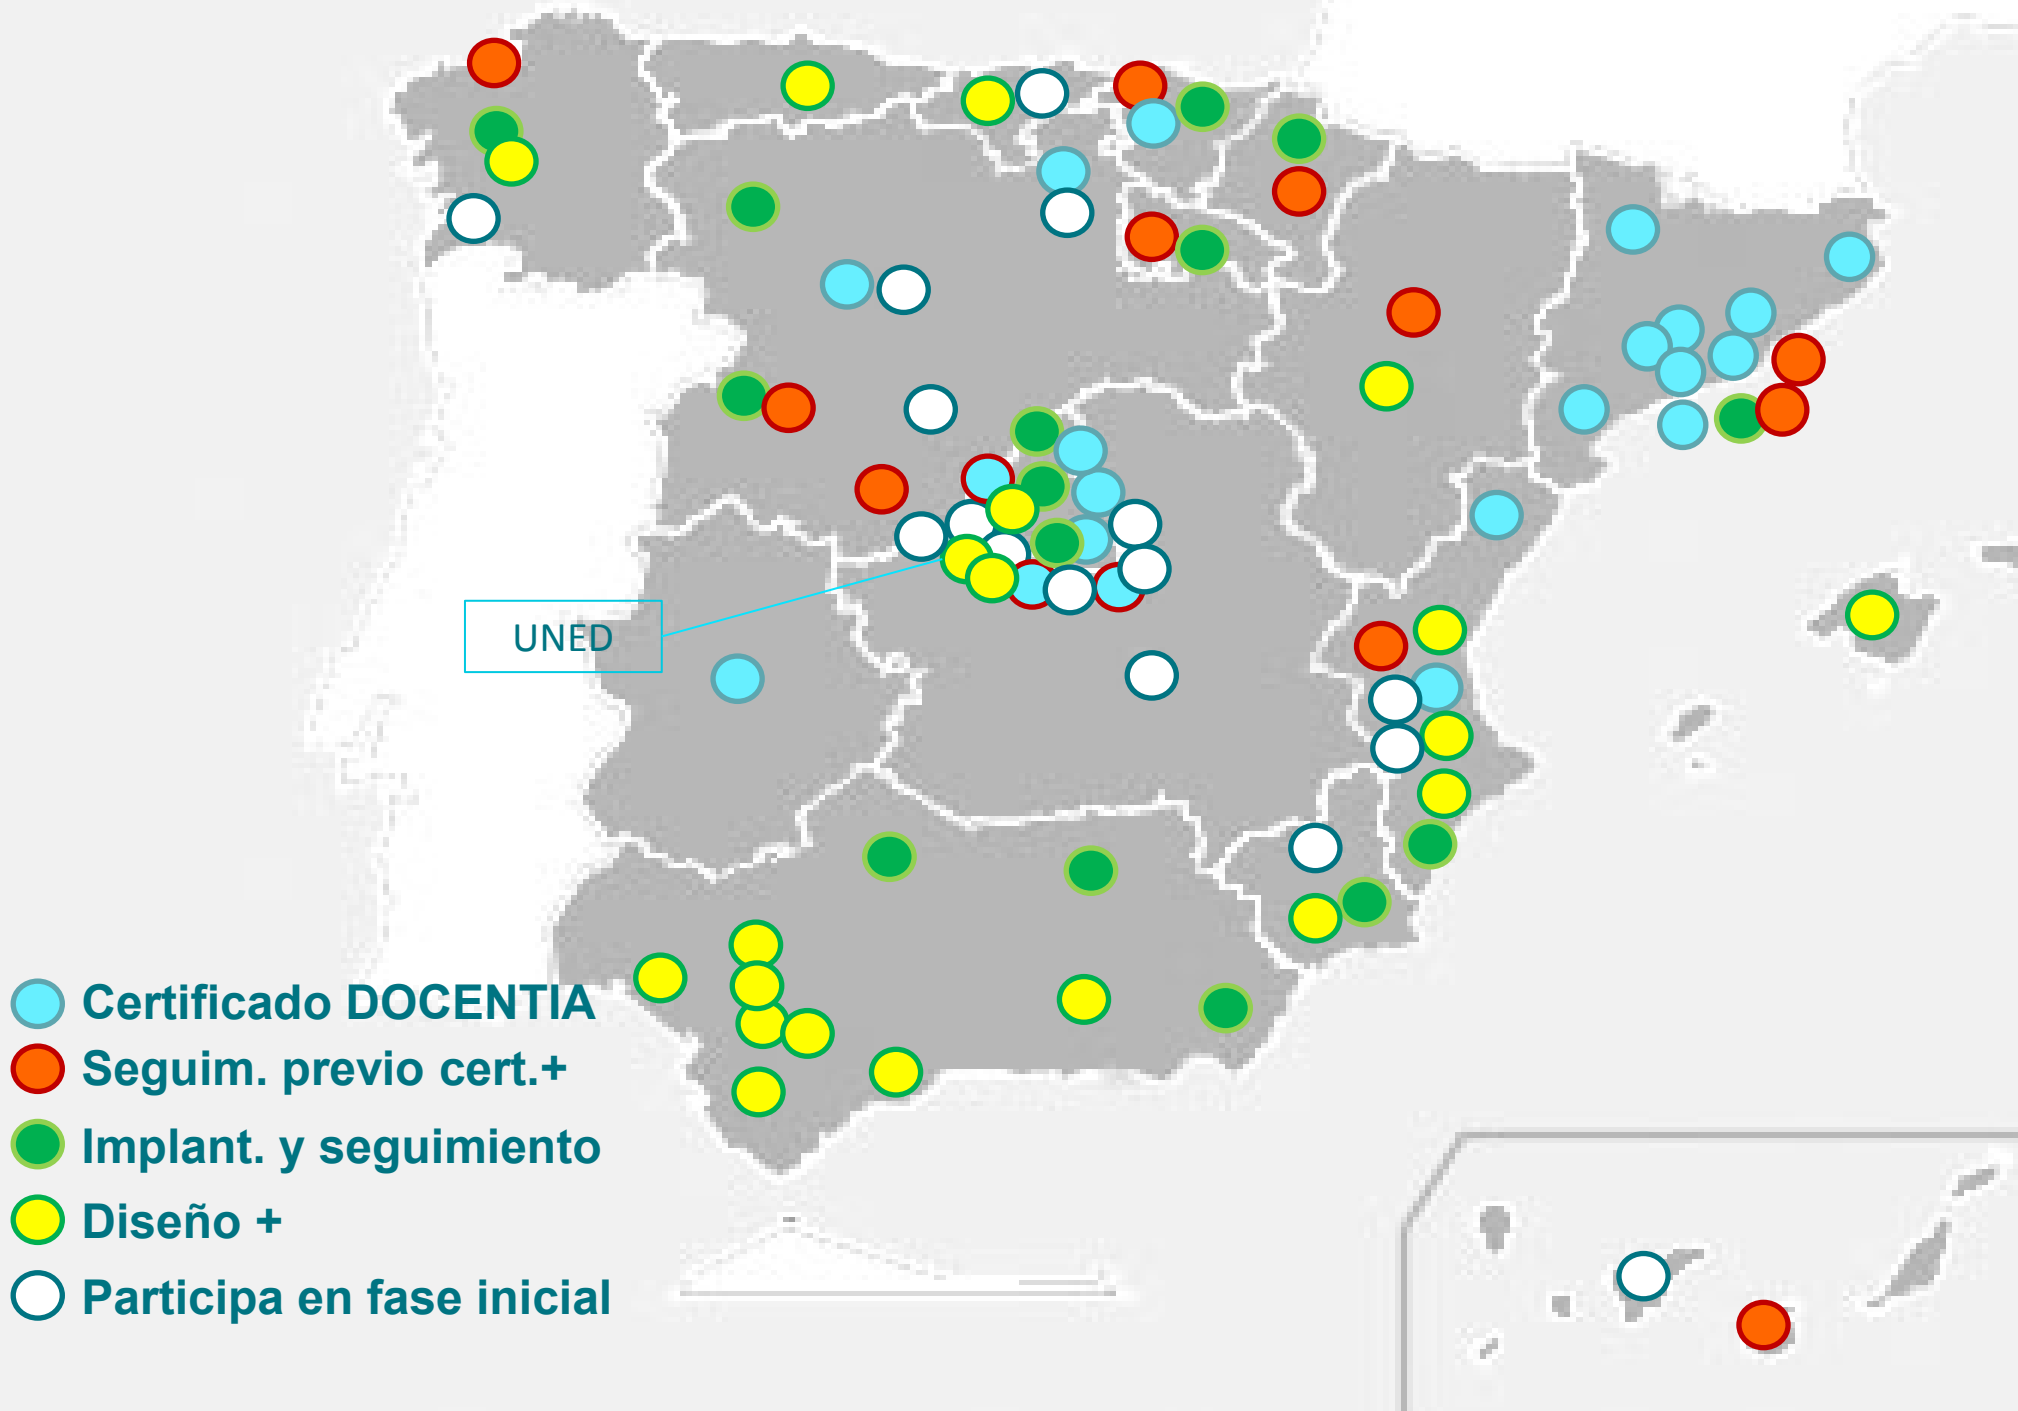 UNED
Certificado DOCENTIA
Seguim. previo cert.+
Implant. y seguimiento
Diseño +
Participa en fase inicial